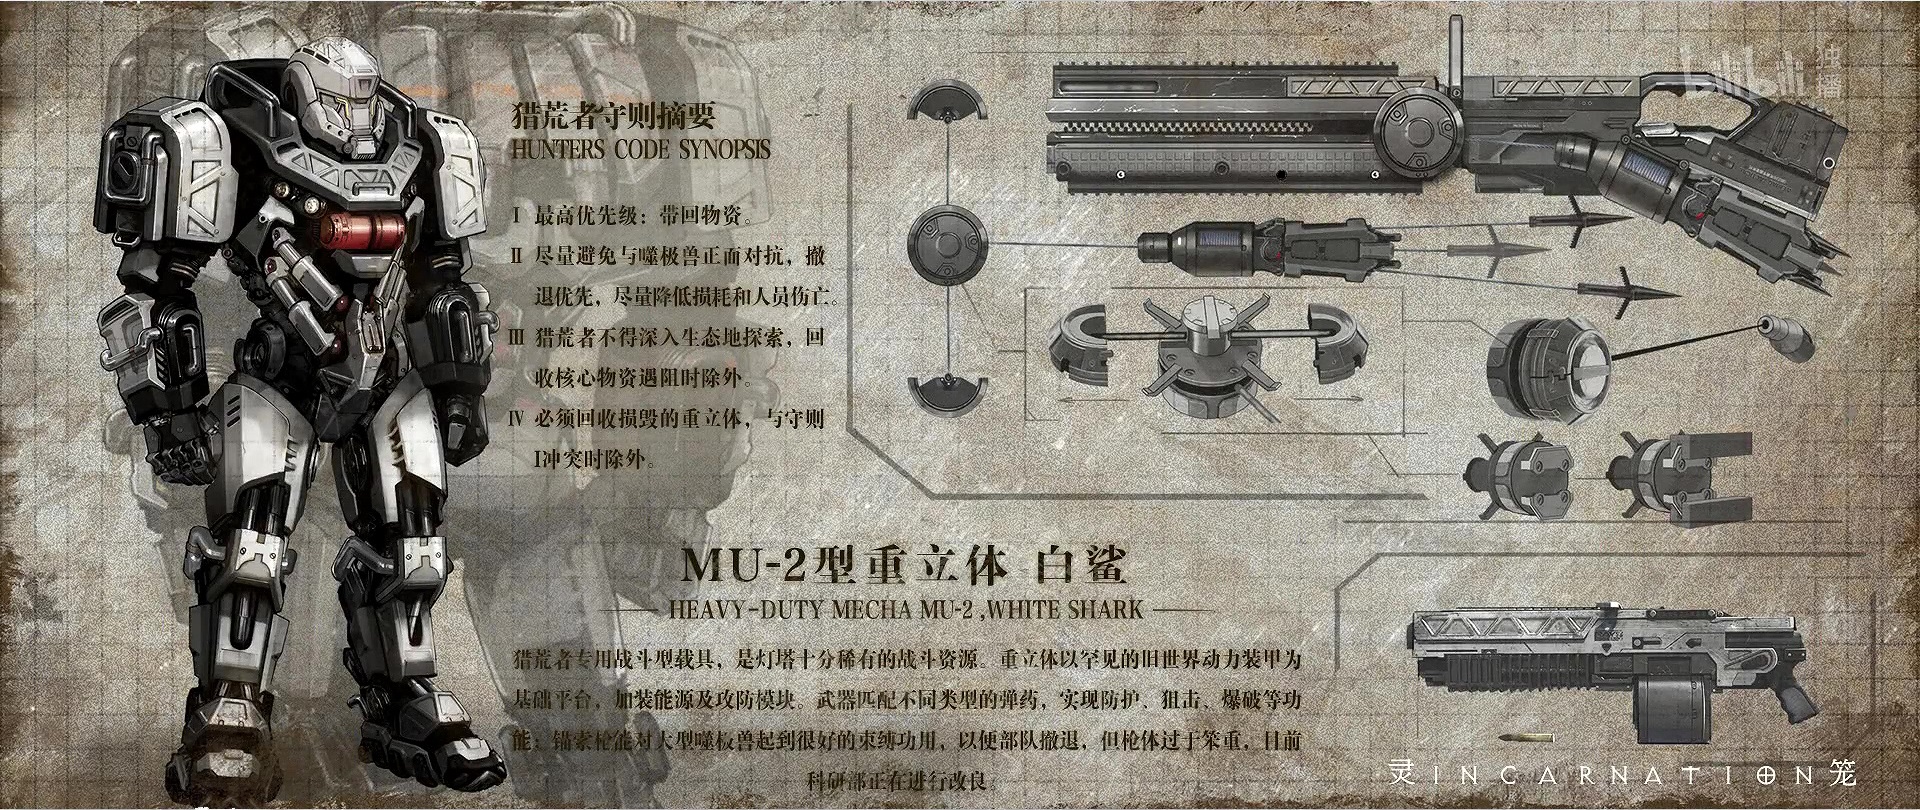 猎荒者守则摘要
HUNTERS CODE SYNOPSIS
I 最高优先级：带回物资。
II 尽量避免与噬极兽正面对抗，撤
退优先，尽量降低损耗和人员伤亡。
III 猎荒者不得深入生态地探索，回
收核心物资遇阻时除外。
IV 必须回收损毁的重立体，与守则
I冲突时除外。
bilibili 独播
MU-2型重立体 白鲨
HEAVY-DUTY MECHA MU-2 ,WHITE SHARK
猎荒者专用战斗型载具，是灯塔十分稀有的战斗资源。重立体以罕见的旧世界动力装甲为
基础平台，加装能源及攻防模块。武器匹配不同类型的弹药，实现防护、狙击、爆破等功
能；锚索枪能对大型噬极兽起到很好的束缚功用，以便部队撤退，但枪体过于笨重，目前
科研部正在进行改良。
灵INCARNATION笼